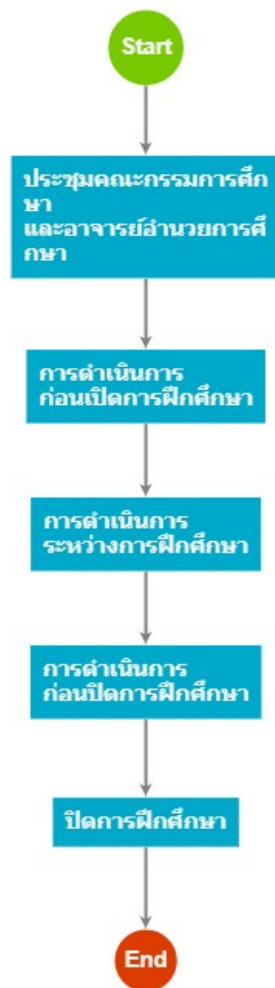 Start
ประชุมคณะกรรมการศึก
ษา
และอาจารย์อำนวยการศึ
กษา
การดำเนินการ
ก่อนเปิดการฝึกศึกษา
การดำเนินการ
ระหว่างการฝึกศึกษา
การดำเนินการ
ก่อนปิดการฝึกศึกษา
ปิดการฝึกศึกษา
End